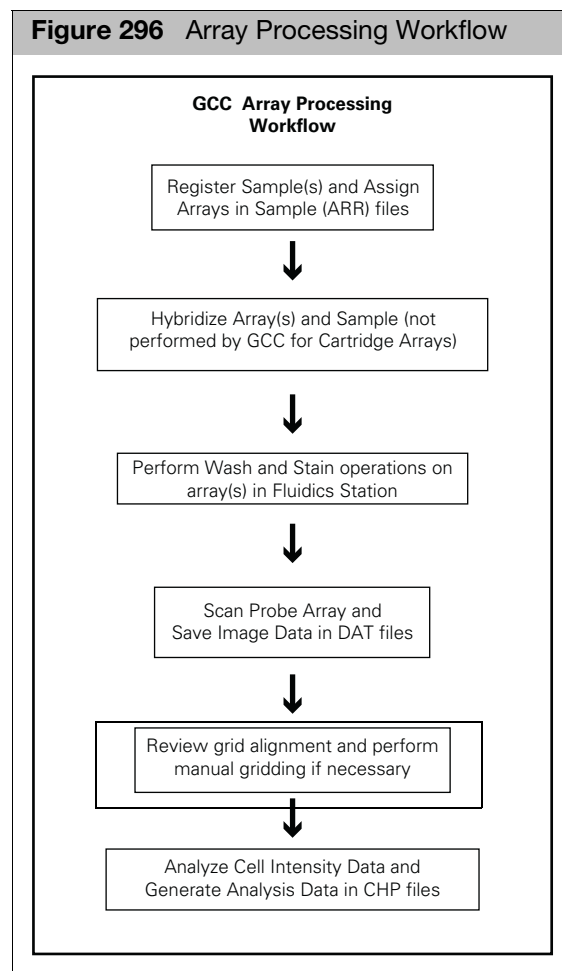 Figure 296 Array Processing Workflow
GCC Array Processing
Workflow
Register Sample(s) and Assign
Arrays in Sample (ARR) files
Hybridize Array(s) and Sample (not
performed by GCC for Cartridge Arrays)
Perform Wash and Stain operations on
array(s) in Fluidics Station
Scan Probe Array and
Save Image Data in DAT files
Review grid alignment and perform
manual gridding if necessary
Analyze Cell Intensity Data and
Generate Analysis Data in CHP files